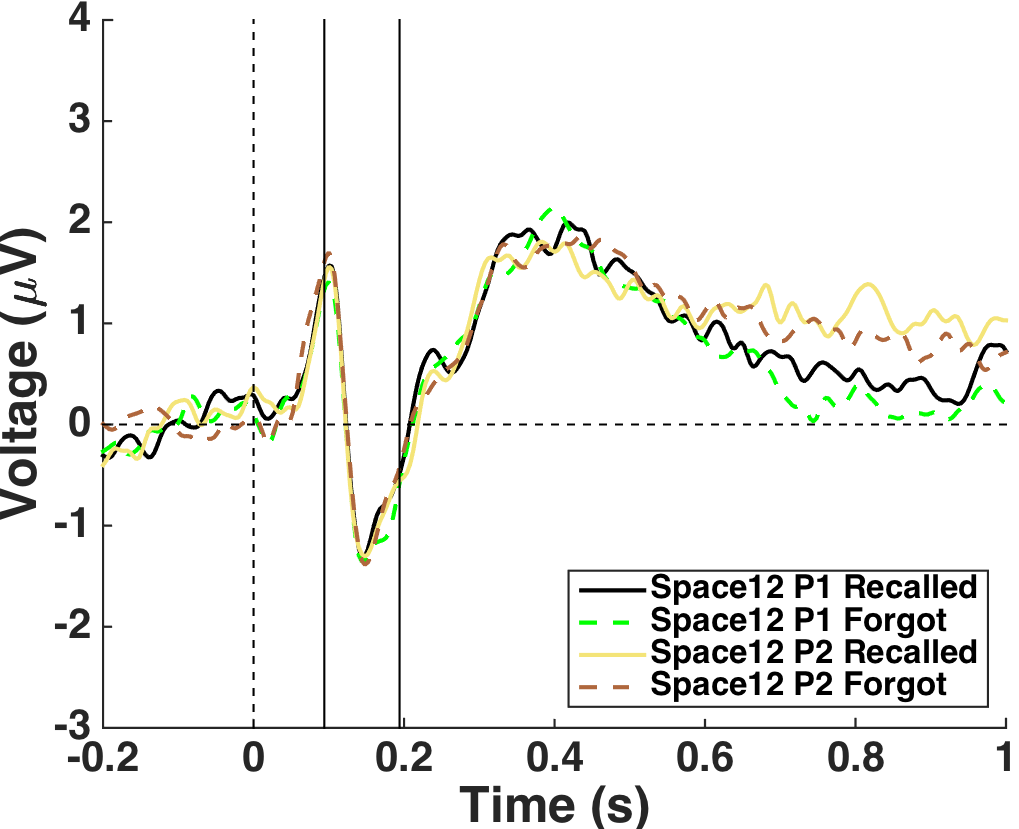 4
3
2
1
0
-1
-2
-3
Voltage (μV)
-0.2 0 0.2 0.4 0.6 0.8 1
Time (s)
Space12 P1 Recalled
Space12 P1 Forgot
Space12 P2 Recalled
Space12 P2 Forgot